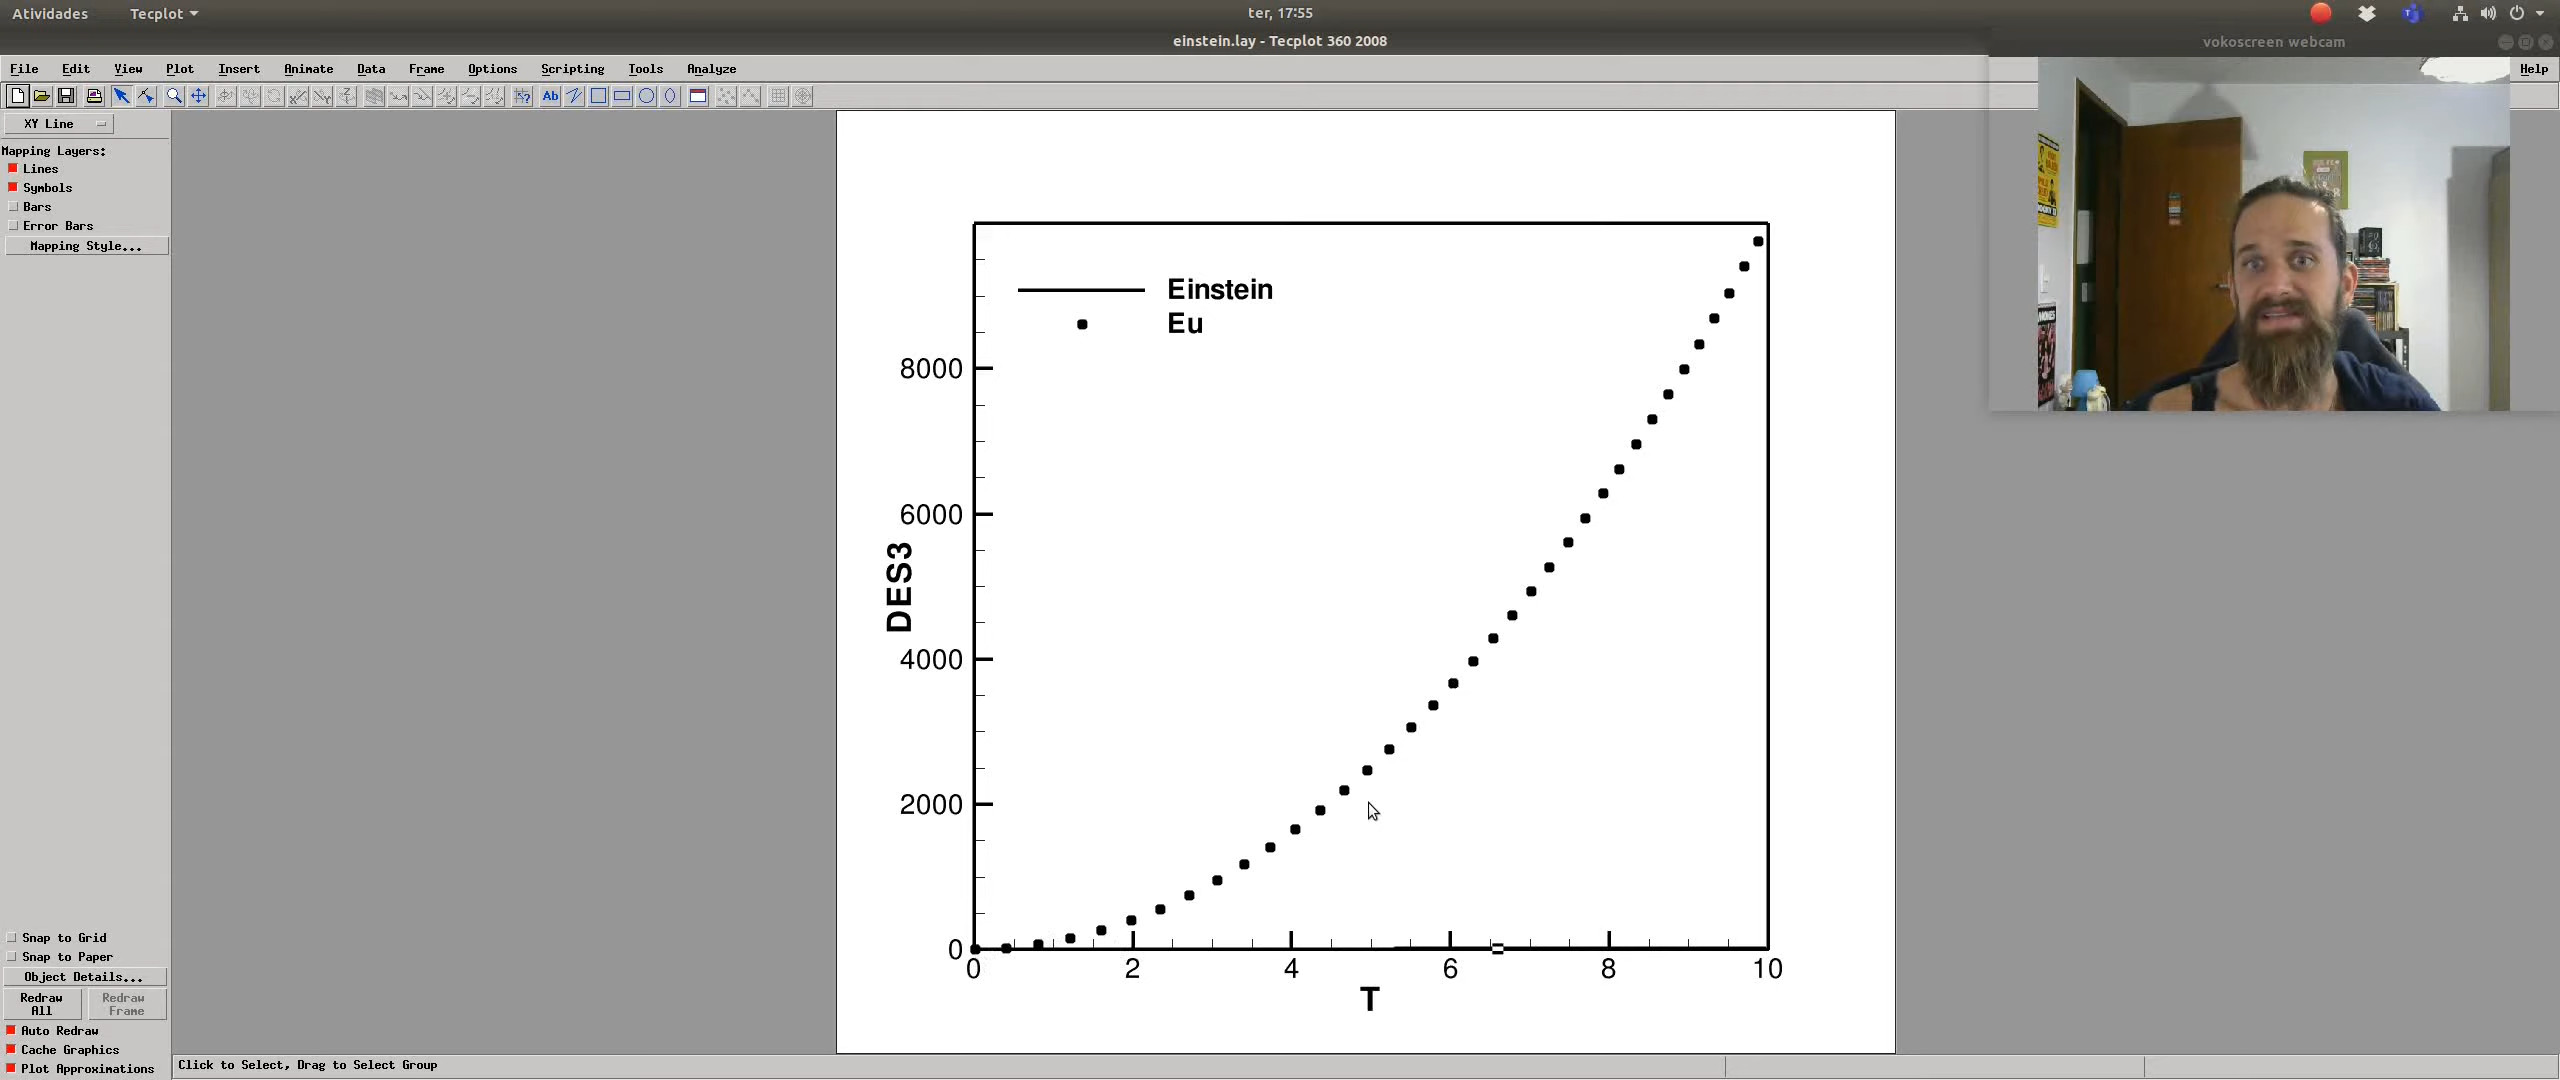 Atividades
Tecplot
ter, 17:55
einstein.lay - Tecplot 360 2008
vokoscreen webcam
File Edit View Plot Insert Animate Data Frame Options Scripting Tools Analyze Help
Ab
XY Line
Mapping Layers:
Lines
Symbols
Bars
Error Bars
Mapping Style...
Einstein
Eu
8000
6000
4000
2000
0
DES3
0 2 4 6 8 10
T
Snap to Grid
Snap to Paper
Object Details...
Redraw All
Redraw Frame
Auto Redraw
Cache Graphics
Plot Approximations
Click to Select, Drag to Select Group